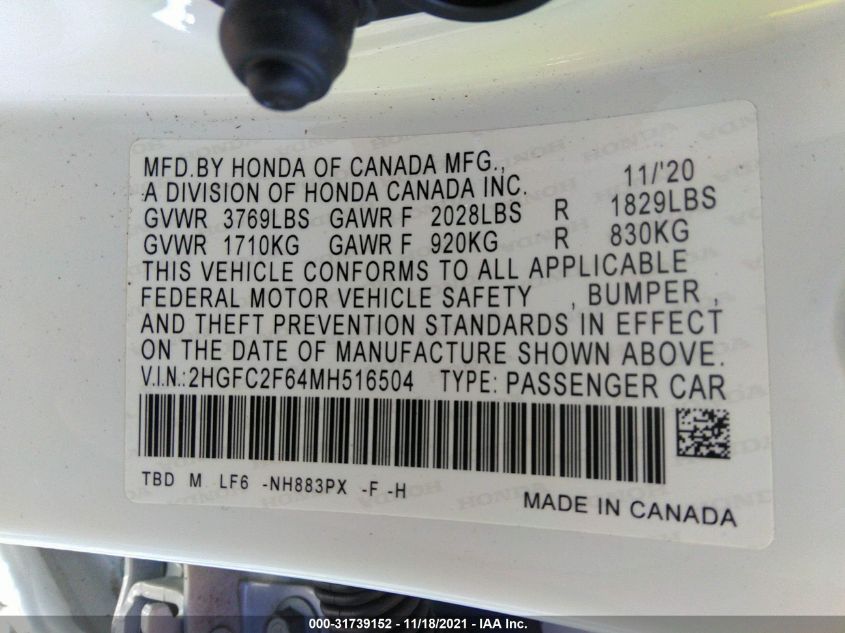 MFD.BY HONDA OF CANADA MFG., 11/'20
A DIVISION OF HONDA CANADA INC.
GVWR 3769LBS GAWR F 2028LBS R 1829LBS
GVWR 1710KG GAWR F 920KG R 830KG
THIS VEHICLE CONFORMS TO ALL APPLICABLE
FEDERAL MOTOR VEHICLE SAFETY , BUMPER ,
AND THEFT PREVENTION STANDARDS IN EFFECT
ON THE DATE OF MANUFACTURE SHOWN ABOVE.
V.I.N.:2HGFC2F64MH516504 TYPE: PASSENGER CAR
TBD M LF6 -NH883PX -F -H
MADE IN CANADA
000-31739152 - 11/18/2021 - IAA Inc.